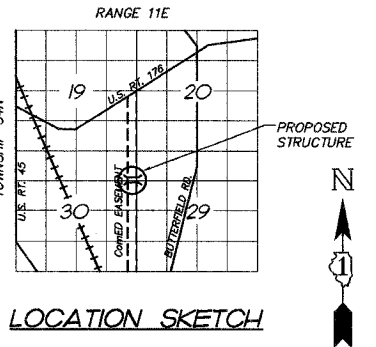 RANGE 11E
19
U.S. RT. 176
20
PROPOSED
STRUCTURE
U.S. RT. 45
30
ComED EASEMENT
BUTTERFIELD RD.
29
N
1
LOCATION SKETCH